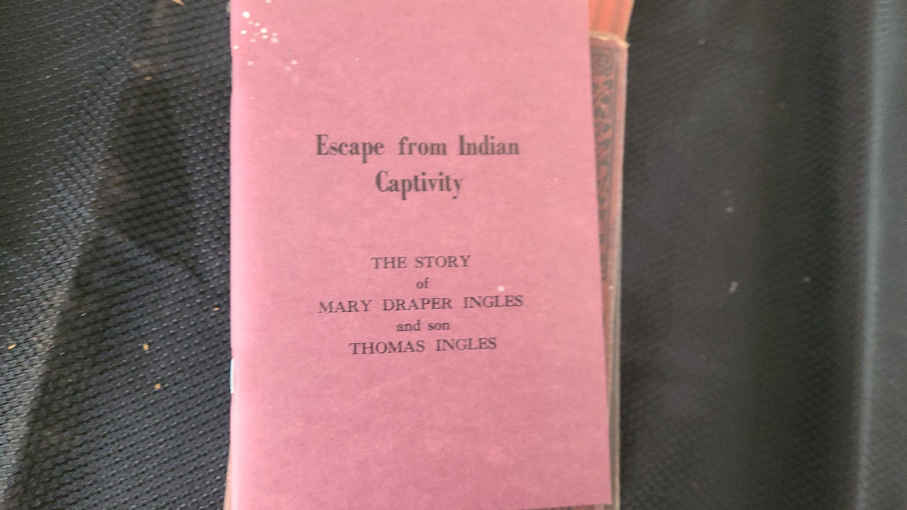 Escape from Indian
Captivity
THE STORY
of
MARY DRAPER INGLES
and son
THOMAS INGLES